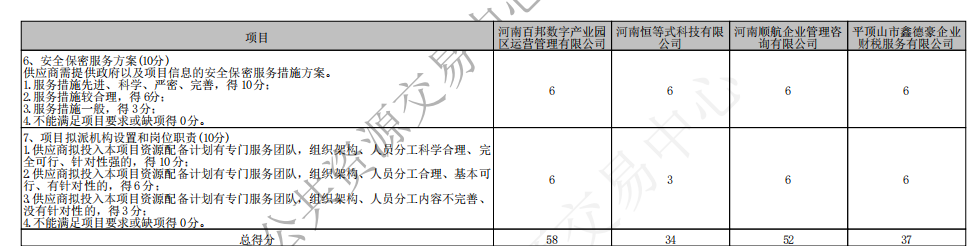 项目
河南百邦数字产业园
区运营管理有限公司
河南恒等式科技有限
公司
河南顺航企业管理咨
询有限公司
平顶山市鑫德豪企业
财税服务有限公司
6、安全保密服务方案(10分)
供应商需提供政府以及项目信息的安全保密服务措施方案。
1.服务措施先进、科学、严密、完善，得10分；
2.服务措施较合理，得6分；
3.服务措施一般，得3分；
4.不能满足项目要求或缺项得0分。
6
6
6
6
7、项目拟派机构设置和岗位职责(10分)
1.供应商拟投入本项目资源配备计划有专门服务团队，组织架构、人员分工科学合理、完
全可行、针对性强的，得10分；
2.供应商拟投入本项目资源配备计划有专门服务团队，组织架构、人员分工合理、基本可
行、有针对性的，得6分；
3.供应商拟投入本项目资源配备计划有专门服务团队，组织架构、人员分工内容不完善、
没有针对性的，得3分；
4.不能满足项目要求或缺项得0分。
6
3
6
6
总得分
58
34
52
37
公共资源交易中心
易中心